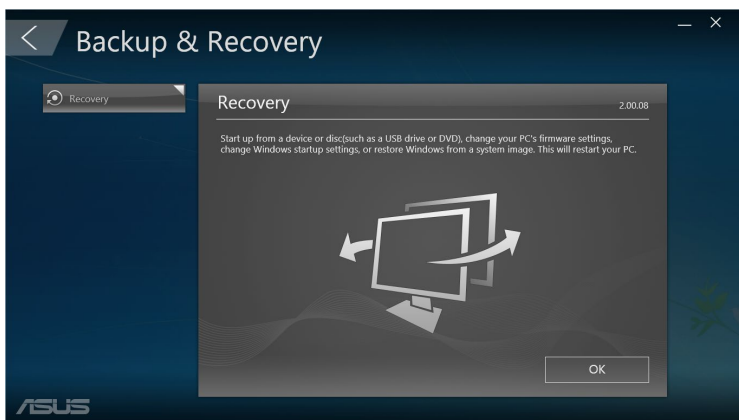 Backup & Recovery
Recovery
Recovery
2.00.08
Start up from a device or disc(such as a USB drive or DVD), change your PC's firmware settings,
change Windows startup settings, or restore Windows from a system image. This will restart your PC.
OK
ASUS